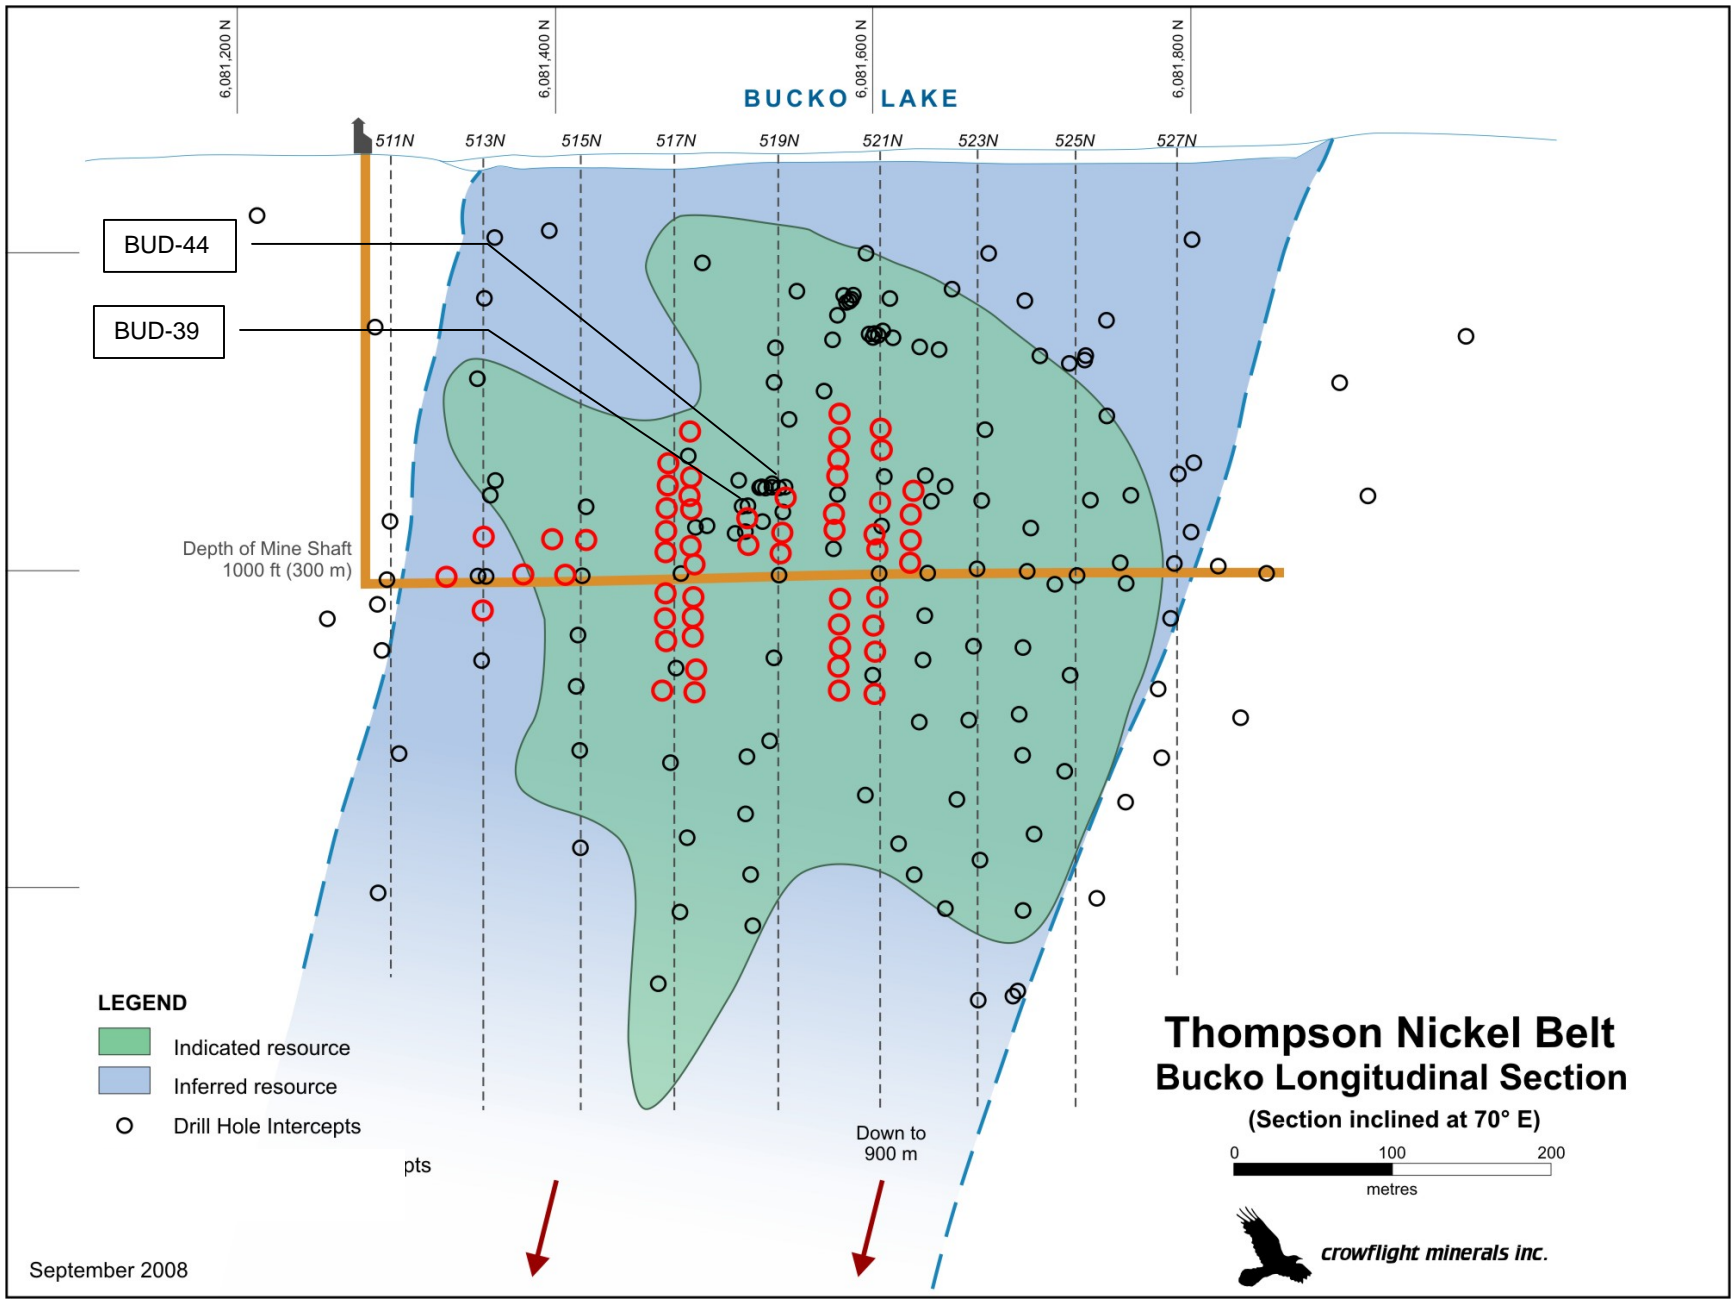 6,081,200 N
6,081,400 N
6,081,600 N
6,081,800 N
BUCKO LAKE
511N 513N 515N 517N 519N 521N 523N 525N 527N
BUD-44
BUD-39
Depth of Mine Shaft
1000 ft (300 m)
LEGEND
Indicated resource
Inferred resource
Drill Hole Intercepts
pts
Down to
900 m
Thompson Nickel Belt
Bucko Longitudinal Section
(Section inclined at 70° E)
0 100 200
metres
crowflight minerals inc.
September 2008